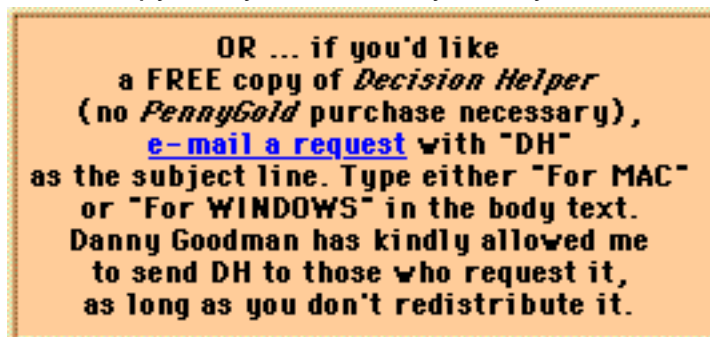 OR ... if you'd like
a FREE copy of Decision Helper
(no PennyGold purchase necessary),
e-mail a request with "DH"
as the subject line. Type either "For MAC"
or "For WINDOWS" in the body text.
Danny Goodman has kindly allowed me
to send DH to those who request it,
as long as you don't redistribute it.